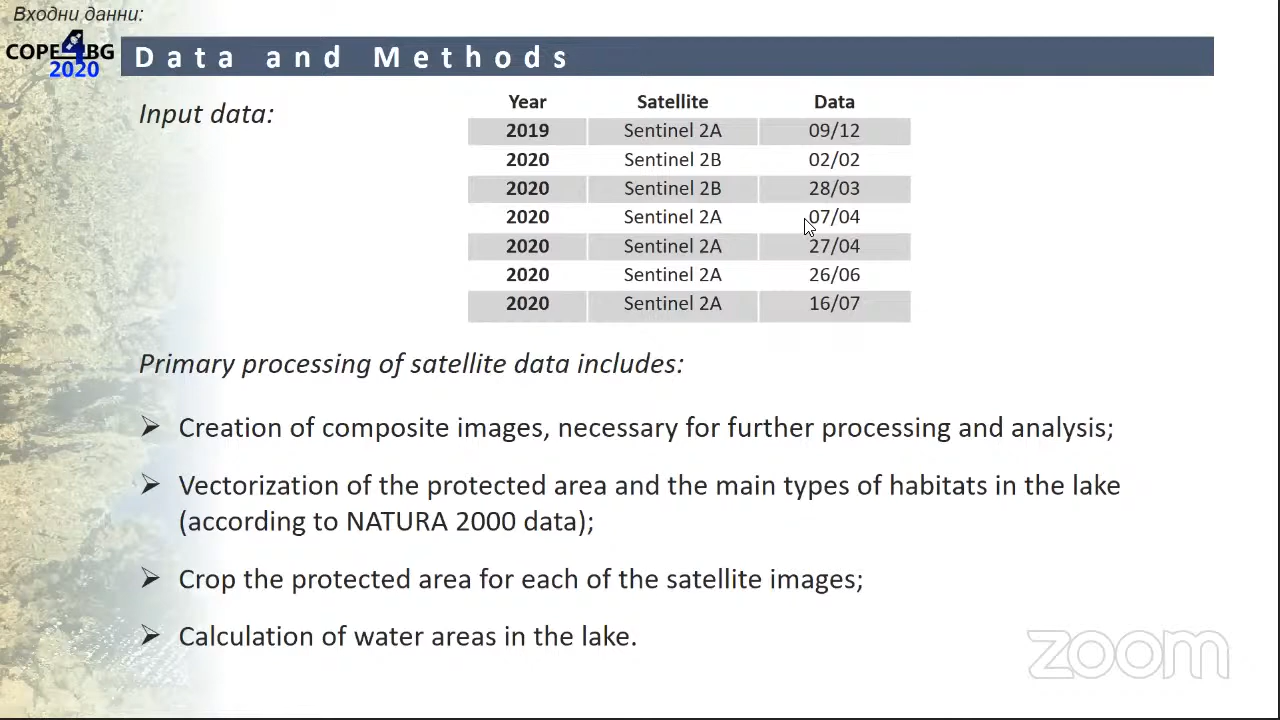 Входни данни:
COPE4BG
2020
Data and Methods
Input data:
Year Satellite Data
2019 Sentinel 2A 09/12
2020 Sentinel 2B 02/02
2020 Sentinel 2B 28/03
2020 Sentinel 2A 07/04
2020 Sentinel 2A 27/04
2020 Sentinel 2A 26/06
2020 Sentinel 2A 16/07
Primary processing of satellite data includes:
➢ Creation of composite images, necessary for further processing and analysis;
➢ Vectorization of the protected area and the main types of habitats in the lake
(according to NATURA 2000 data);
➢ Crop the protected area for each of the satellite images;
➢ Calculation of water areas in the lake.
zoom